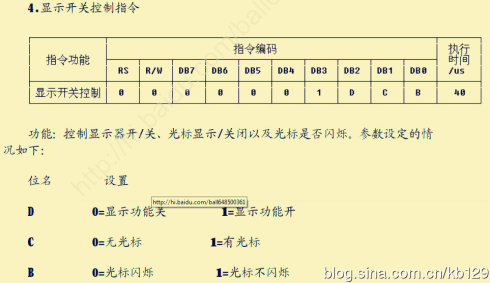 4.显示开关控制指令
指令功能 指令编码 执行时间/us
RS R/W DB7 DB6 DB5 DB4 DB3 DB2 DB1 DB0
显示开关控制 0 0 0 0 0 0 1 D C B 40
功能: 控制显示器开/关、光标显示/关闭以及光标是否闪烁。参数设定的情
况如下:
位名 设置
http://hi.baidu.com/ball648500361
D 0=显示功能关 1=显示功能开
C 0=无光标 1=有光标
B 0=光标闪烁 1=光标不闪烁
blog.sina.com.cn/kb129